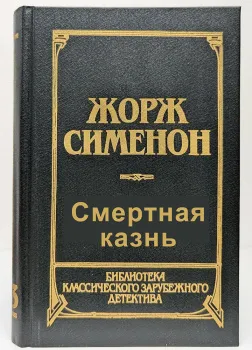 ЖОРЖ
СИМЕНОН
Смертная
казнь
БИБЛИОТЕКА
КЛАССИЧЕСКОГО ЗАРУБЕЖНОГО
ДЕТЕКТИВА